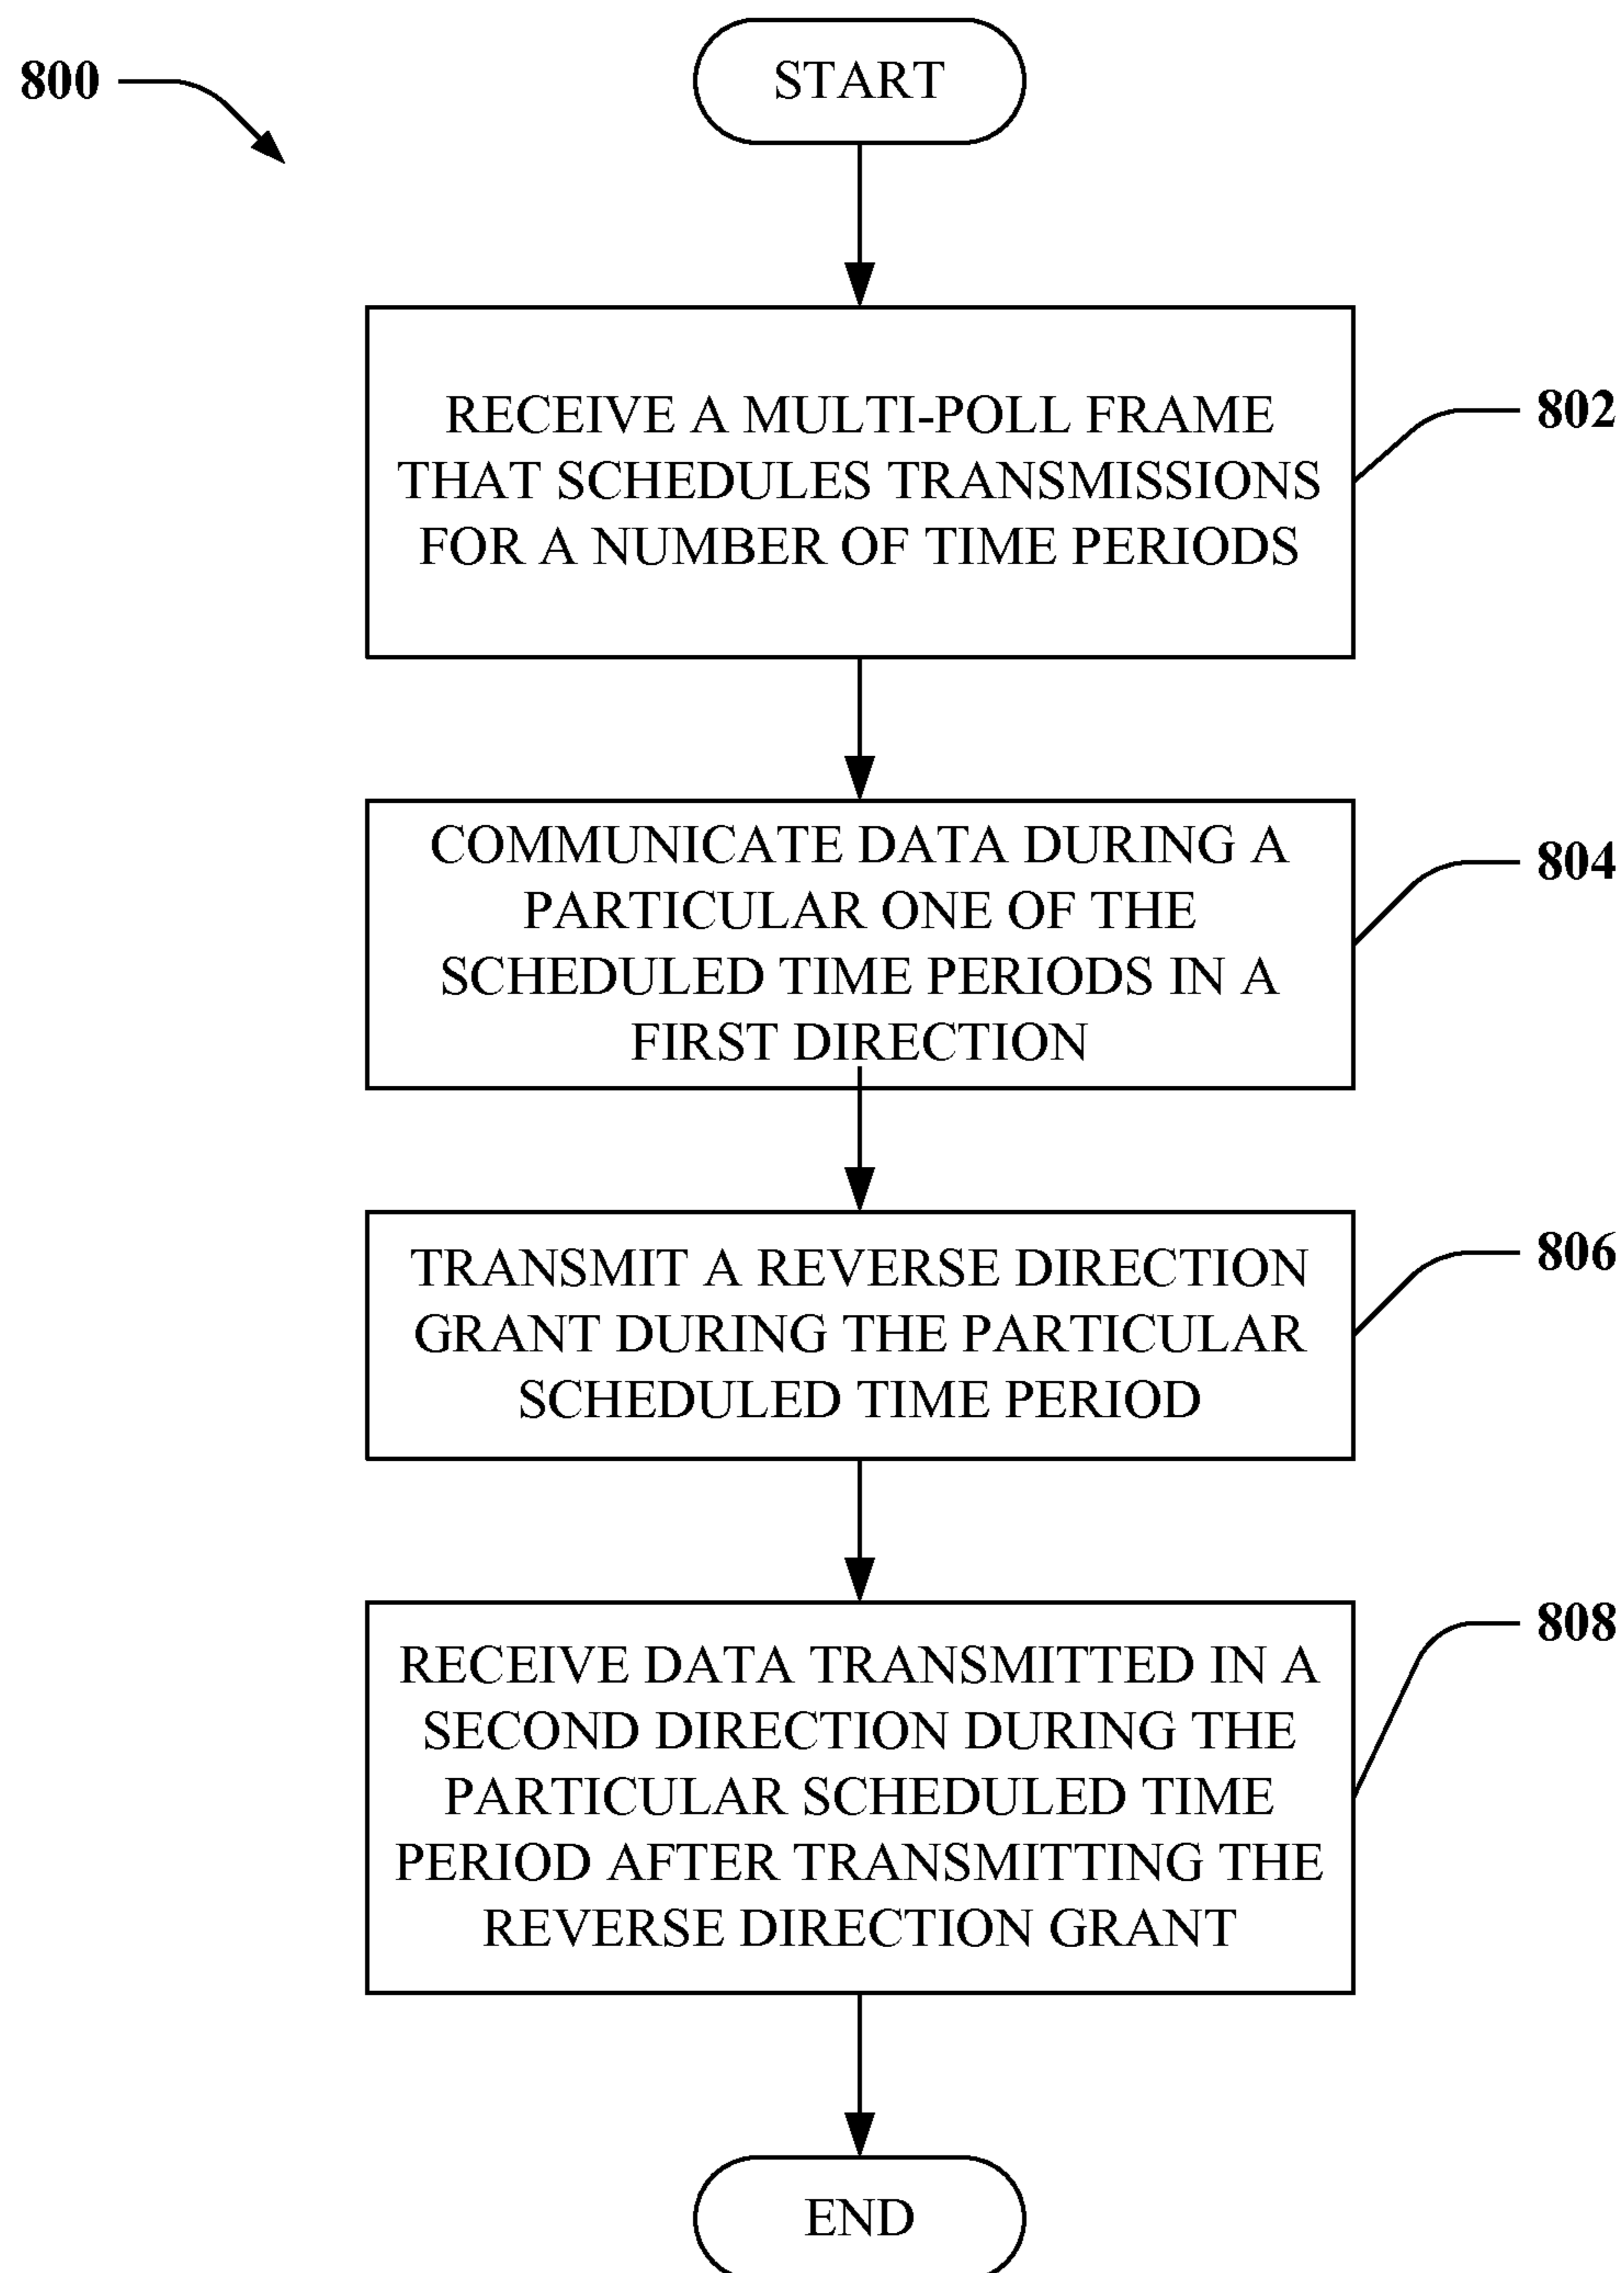 800
START
RECEIVE A MULTI-POLL FRAME
THAT SCHEDULES TRANSMISSIONS
FOR A NUMBER OF TIME PERIODS
802
COMMUNICATE DATA DURING A
PARTICULAR ONE OF THE
SCHEDULED TIME PERIODS IN A
FIRST DIRECTION
804
TRANSMIT A REVERSE DIRECTION
GRANT DURING THE PARTICULAR
SCHEDULED TIME PERIOD
806
RECEIVE DATA TRANSMITTED IN A
SECOND DIRECTION DURING THE
PARTICULAR SCHEDULED TIME
PERIOD AFTER TRANSMITTING THE
REVERSE DIRECTION GRANT
808
END